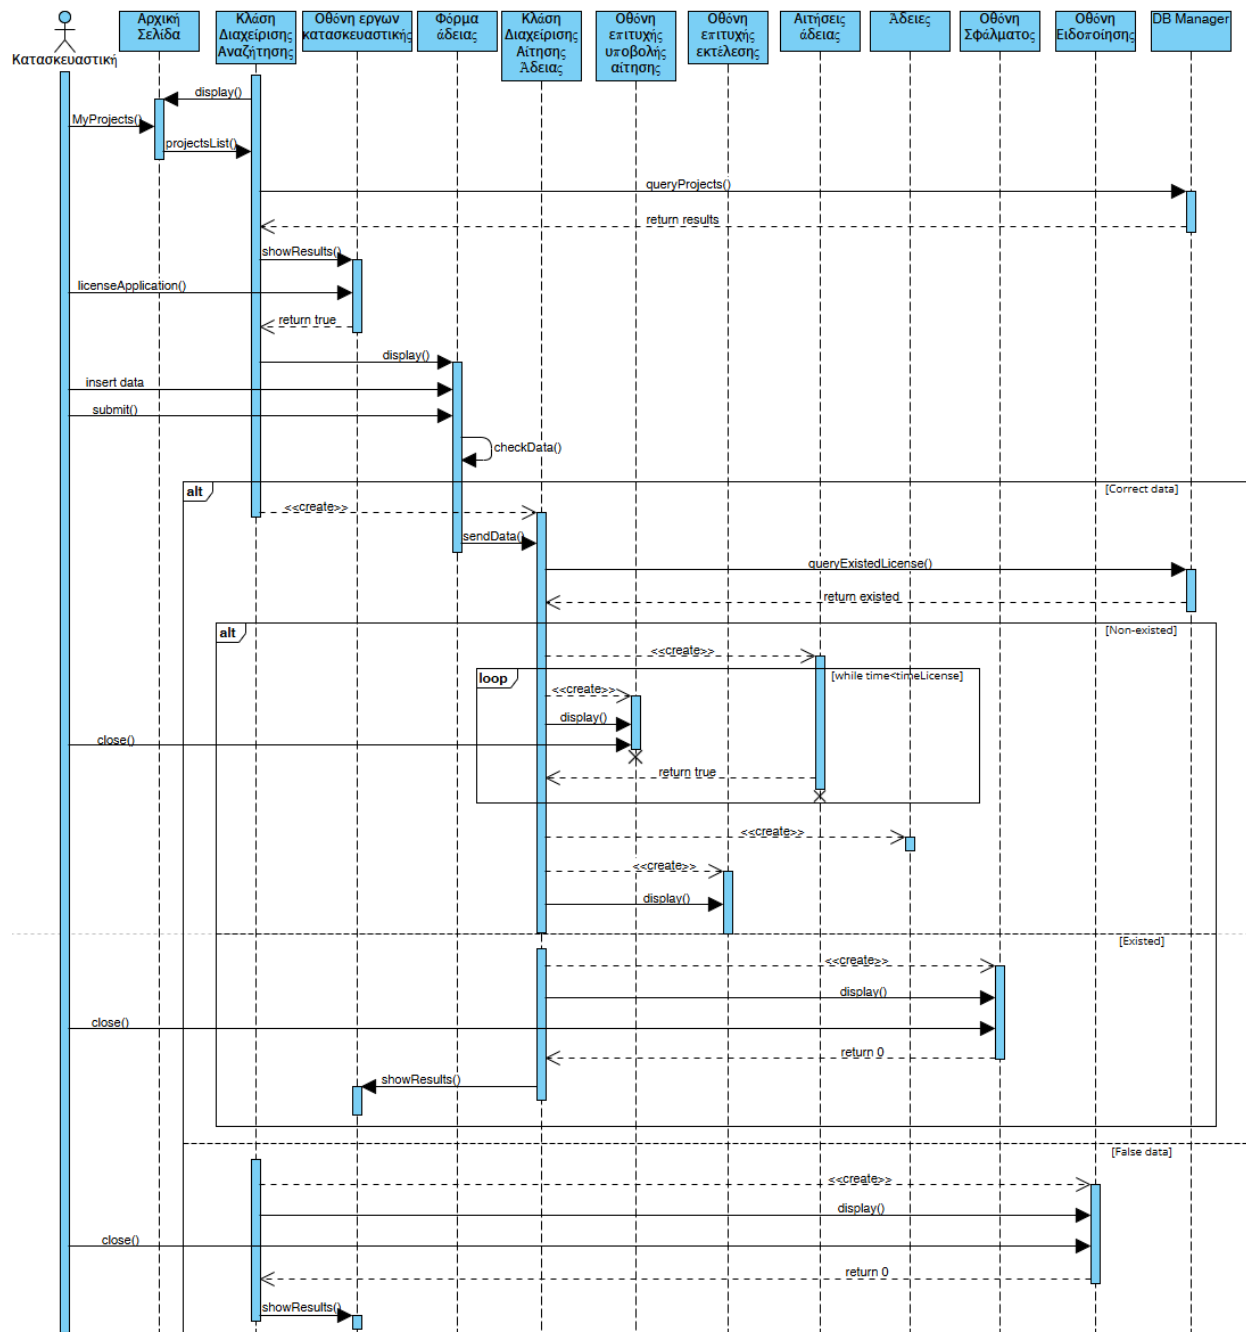 Κατασκευαστική
Αρχική
Σελίδα
Κλάση
Διαχείρισης
Αναζήτησης
Οθόνη εργων
κατασκευαστικής
Φόρμα
άδειας
Κλάση
Διαχείρισης
Αίτησης
Άδειας
Οθόνη
επιτυχής
υποβολής
αίτησης
Οθόνη
επιτυχής
εκτέλεσης
Αιτήσεις
άδειας
Άδειες
Οθόνη
Σφάλματος
Οθόνη
Ειδοποίησης
DB Manager
display()
MyProjects()
projectsList()
queryProjects()
return results
showResults()
licenseApplication()
return true
display()
insert data
submit()
checkData()
alt
[Correct data]
<<create>>
sendData()
queryExistedLicense()
return existed
alt
[Non-existed]
<<create>>
loop
[while time<timeLicense]
<<create>>
display()
close()
return true
<<create>>
<<create>>
display()
[Existed]
<<create>>
display()
close()
return 0
showResults()
[False data]
<<create>>
display()
close()
return 0
showResults()